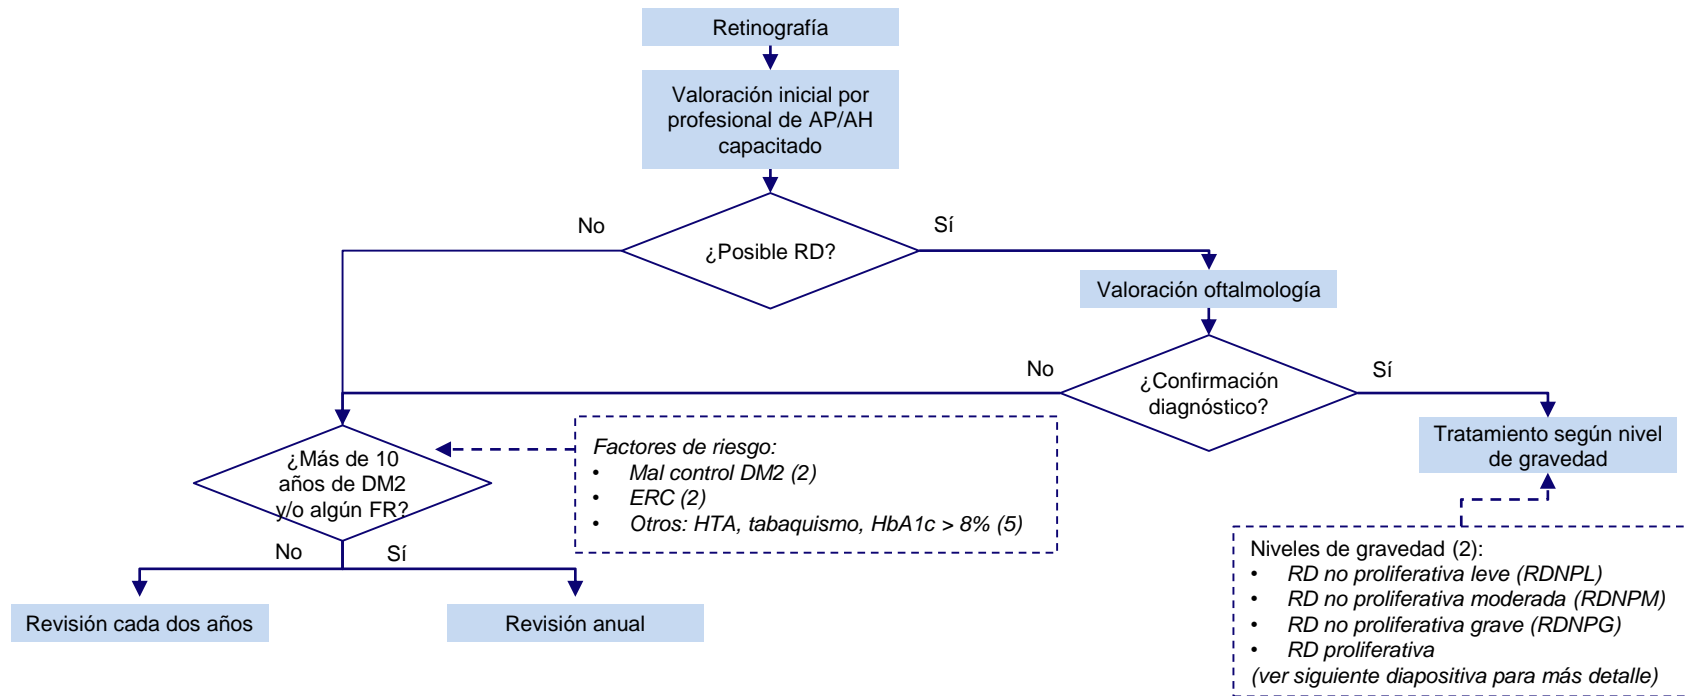 Retinografía
Valoración inicial por
profesional de AP/AH
capacitado
No
Sí
¿Posible RD?
Valoración oftalmología
No
Sí
¿Confirmación
diagnóstico?
Tratamiento según nivel
de gravedad
¿Más de 10
años de DM2
y/o algún FR?
Factores de riesgo:
• Mal control DM2 (2)
• ERC (2)
• Otros: HTA, tabaquismo, HbA1c > 8% (5)
No
Sí
Revisión cada dos años
Revisión anual
Niveles de gravedad (2):
• RD no proliferativa leve (RDNPL)
• RD no proliferativa moderada (RDNPM)
• RD no proliferativa grave (RDNPG)
• RD proliferativa
(ver siguiente diapositiva para más detalle)